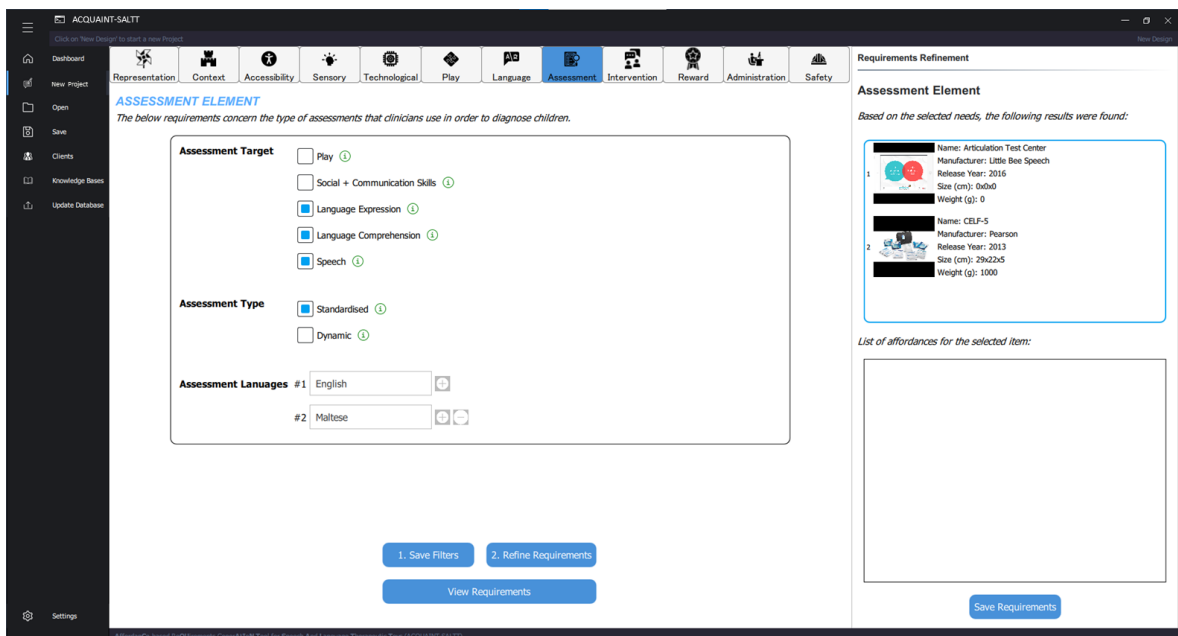 ACQUAINT-SALTT
Click on 'New Design' to start a new Project
New Design
Dashboard
New Project
Open
Save
Clients
Knowledge Bases
Update Database
Settings
Representation
Context
Accessibility
Sensory
Technological
Play
Language
Assessment
Intervention
Reward
Administration
Safety
ASSESSMENT ELEMENT
The below requirements concern the type of assessments that clinicians use in order to diagnose children.
Assessment Target
Play
Social + Communication Skills
Language Expression
Language Comprehension
Speech
Assessment Type
Standardised
Dynamic
Assessment Lanuages #1 English
#2 Maltese
1. Save Filters
2. Refine Requirements
View Requirements
Requirements Refinement
Assessment Element
Based on the selected needs, the following results were found:
1
Name: Articulation Test Center
Manufacturer: Little Bee Speech
Release Year: 2016
Size (cm): 0x0x0
Weight (g): 0
2
Name: CELF-5
Manufacturer: Pearson
Release Year: 2013
Size (cm): 29x22x5
Weight (g): 1000
List of affordances for the selected item:
Save Requirements